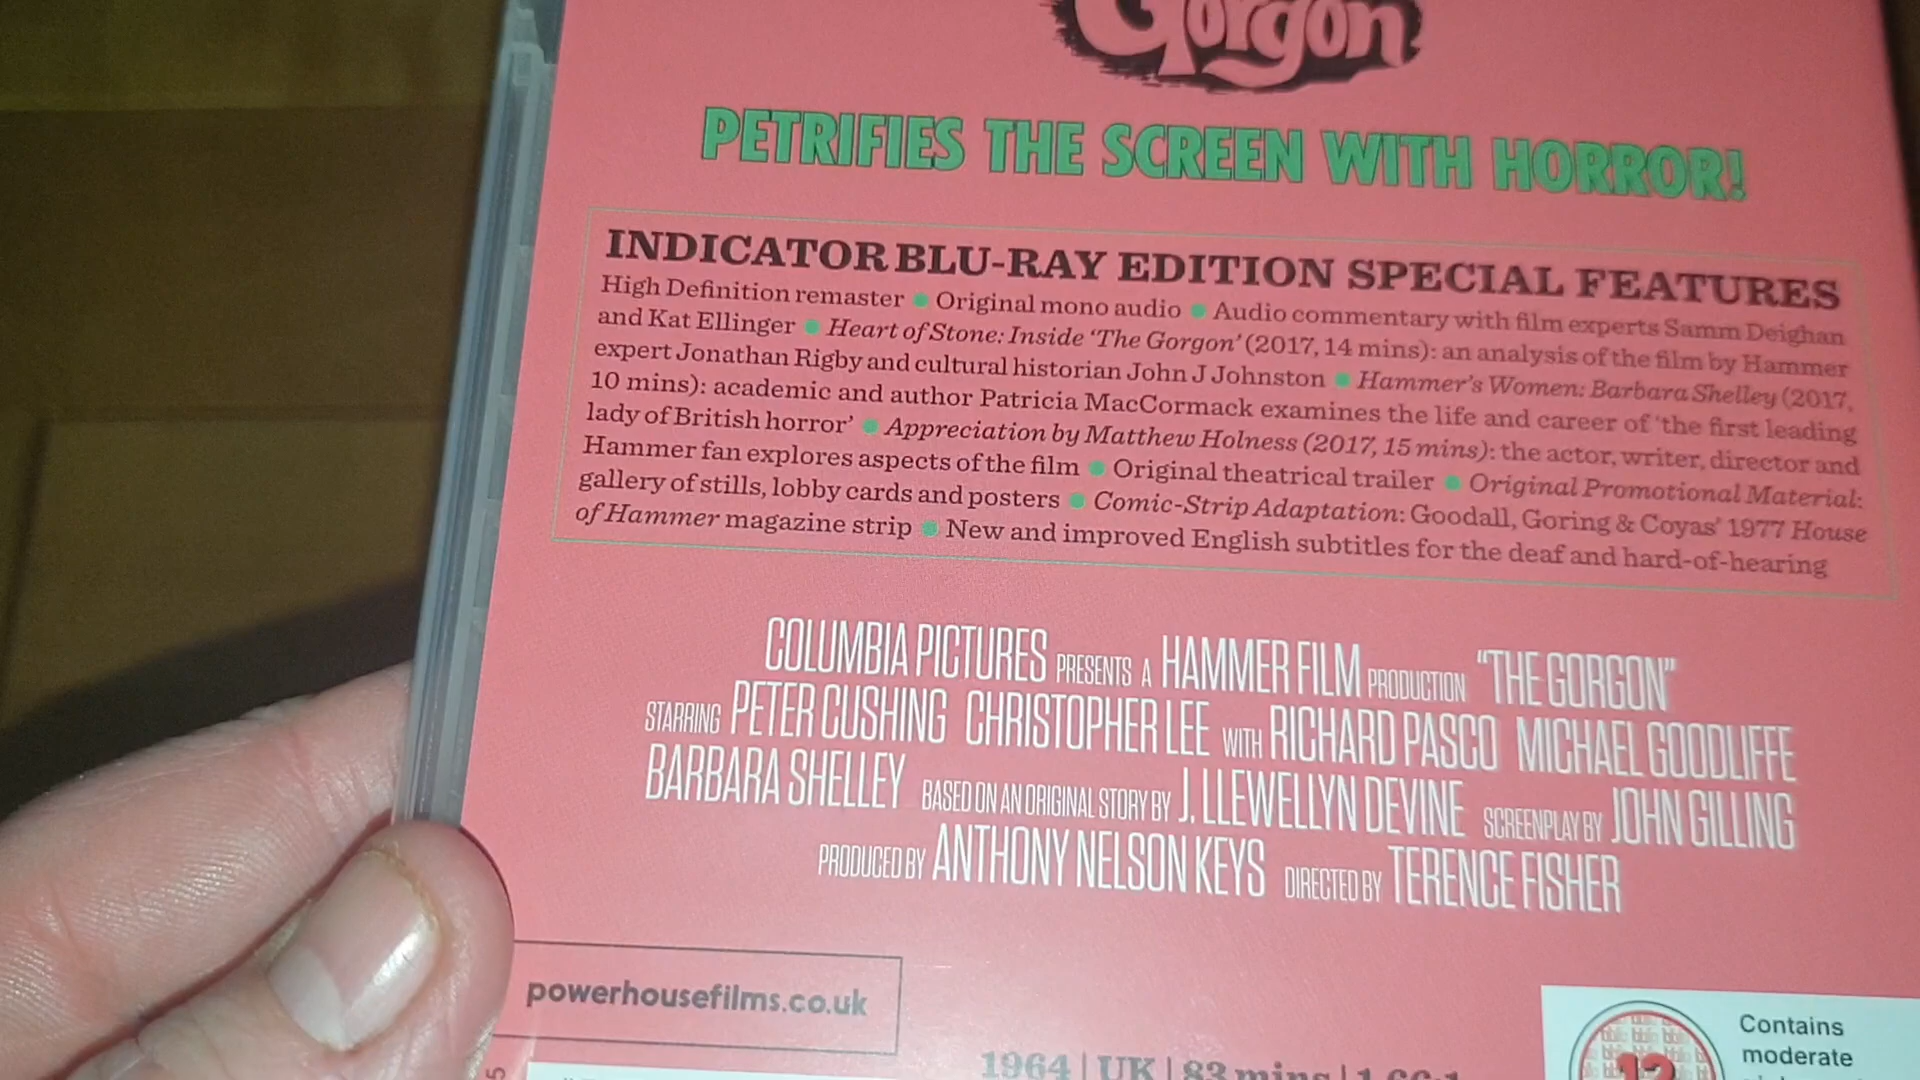 Gorgon
PETRIFIES THE SCREEN WITH HORROR!
INDICATOR BLU-RAY EDITION SPECIAL FEATURES
High Definition remaster ● Original mono audio ● Audio commentary with film experts Samm Deighan
and Kat Ellinger ● Heart of Stone: Inside ‘The Gorgon’ (2017, 14 mins): an analysis of the film by Hammer
expert Jonathan Rigby and cultural historian John J Johnston ● Hammer’s Women: Barbara Shelley (2017,
10 mins): academic and author Patricia MacCormack examines the life and career of ‘the first leading
lady of British horror’ ● Appreciation by Matthew Holness (2017, 15 mins): the actor, writer, director and
Hammer fan explores aspects of the film ● Original theatrical trailer ● Original Promotional Material:
gallery of stills, lobby cards and posters ● Comic-Strip Adaptation: Goodall, Goring & Coyas’ 1977 House
of Hammer magazine strip ● New and improved English subtitles for the deaf and hard-of-hearing
COLUMBIA PICTURES PRESENTS A HAMMER FILM PRODUCTION “THE GORGON”
STARRING PETER CUSHING CHRISTOPHER LEE WITH RICHARD PASCO MICHAEL GOODLIFFE
BARBARA SHELLEY BASED ON AN ORIGINAL STORY BY J. LLEWELLYN DEVINE SCREENPLAY BY JOHN GILLING
PRODUCED BY ANTHONY NELSON KEYS DIRECTED BY TERENCE FISHER
powerhousefilms.co.uk
1964 | UK | 83 mins | 1.66:1
12
Contains
moderate